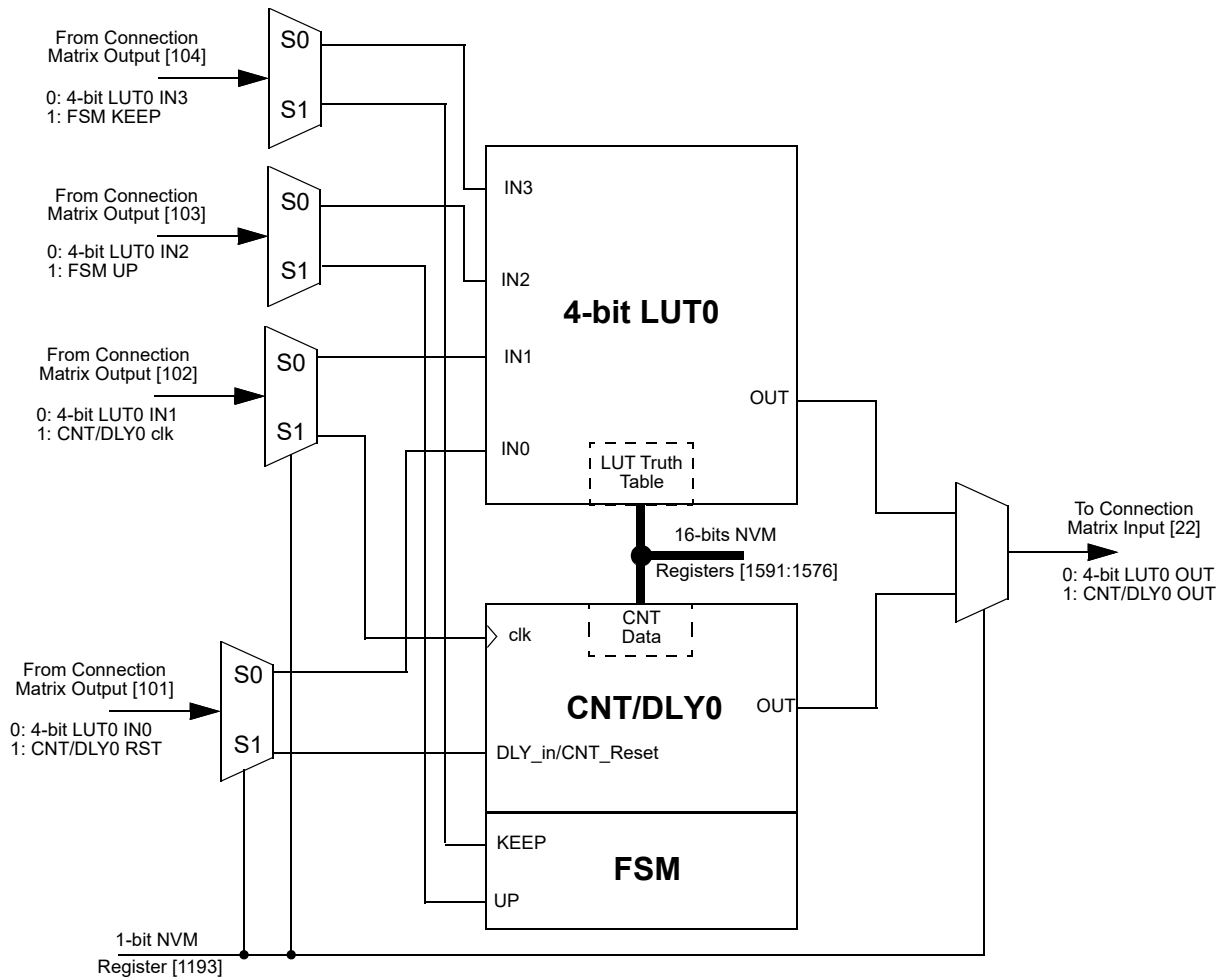 From Connection
Matrix Output [104]
0: 4-bit LUT0 IN3
1: FSM KEEP
S0
S1
From Connection
Matrix Output [103]
0: 4-bit LUT0 IN2
1: FSM UP
S0
S1
From Connection
Matrix Output [102]
0: 4-bit LUT0 IN1
1: CNT/DLY0 clk
S0
S1
From Connection
Matrix Output [101]
0: 4-bit LUT0 IN0
1: CNT/DLY0 RST
S0
S1
IN3
IN2
IN1
IN0
4-bit LUT0
OUT
LUT Truth
Table
16-bits NVM
Registers [1591:1576]
CNT
Data
clk
CNT/DLY0
OUT
DLY_in/CNT_Reset
KEEP
FSM
UP
To Connection
Matrix Input [22]
0: 4-bit LUT0 OUT
1: CNT/DLY0 OUT
1-bit NVM
Register [1193]